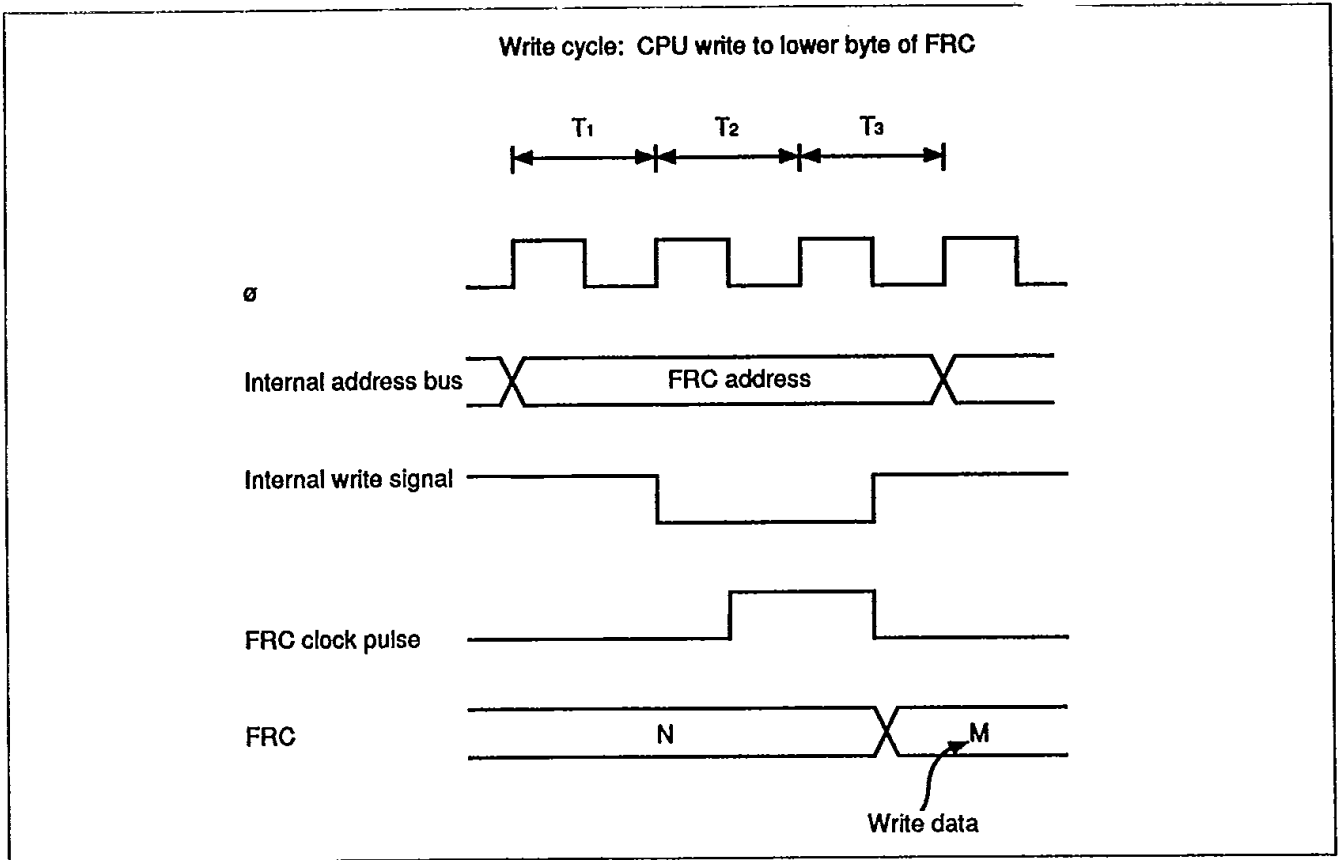 Write cycle: CPU write to lower byte of FRC
T1 T2 T3
ø
Internal address bus
FRC address
Internal write signal
FRC clock pulse
FRC
N
M
Write data